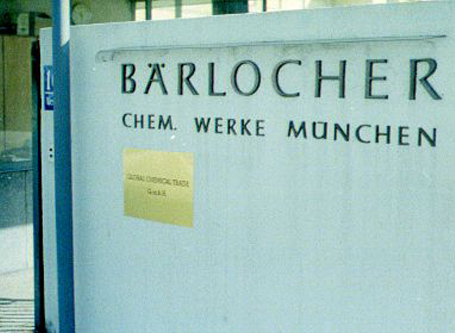 BÄRLOCHER
CHEM. WERKE MÜNCHEN
GLOBAL CHEMICAL TRADE
G.m.b.H.